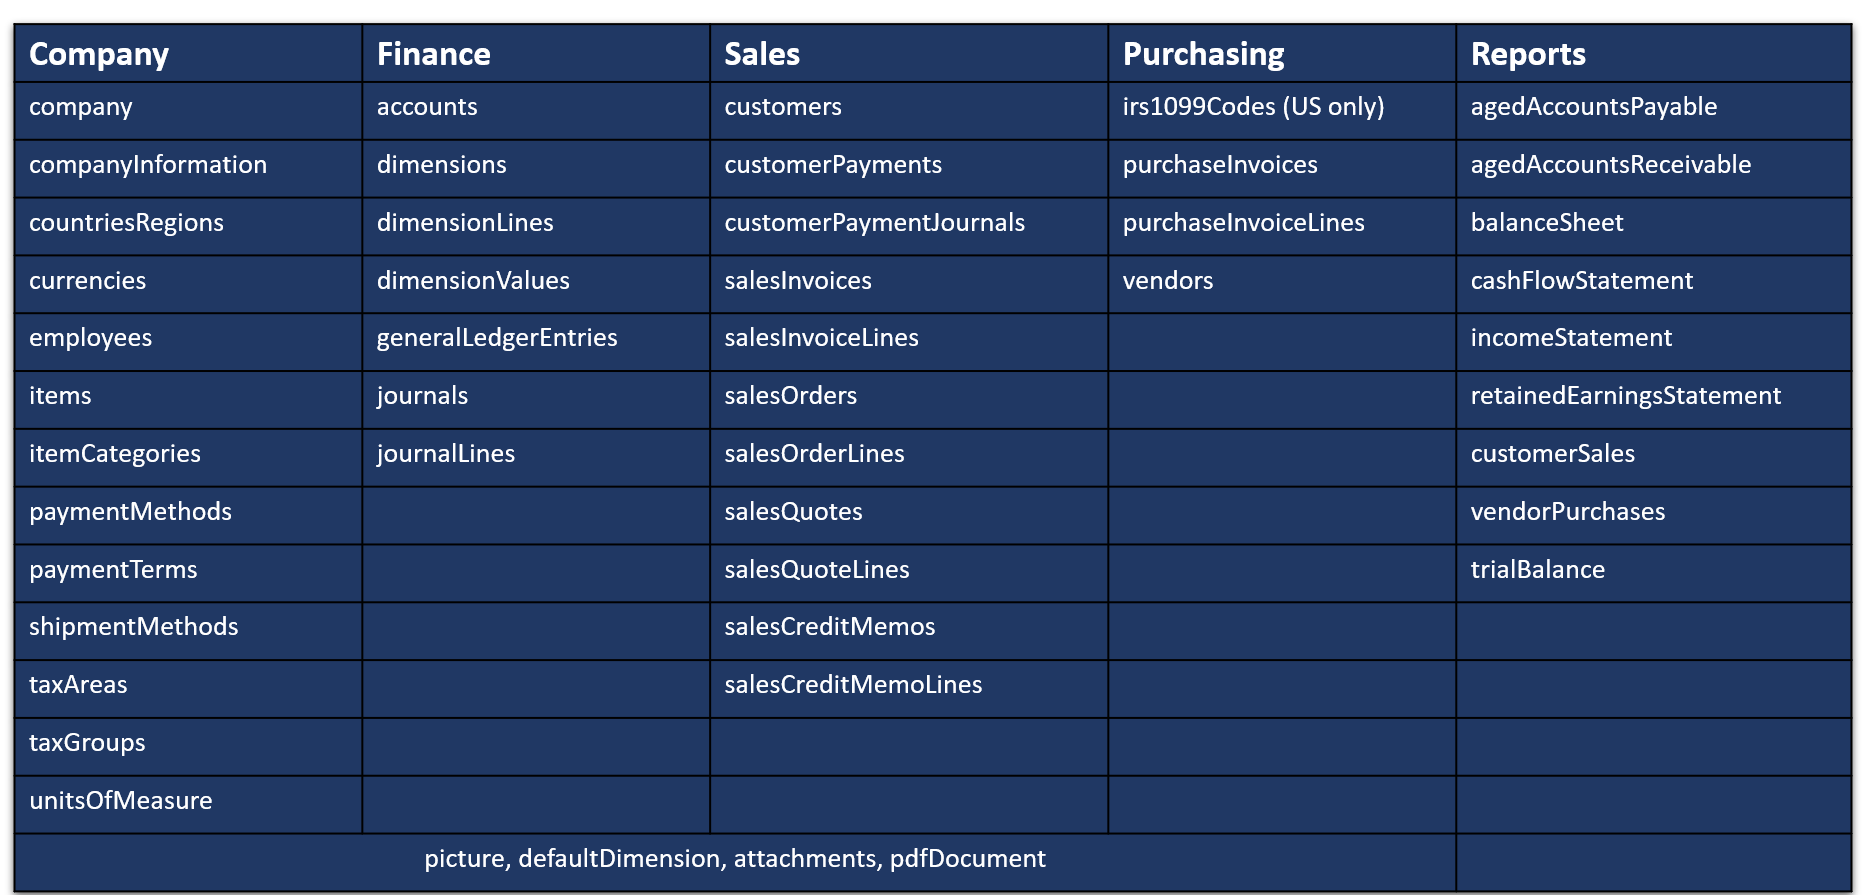 Company Finance Sales Purchasing Reports
company accounts customers irs1099Codes (US only) agedAccountsPayable
companyInformation dimensions customerPayments purchaseInvoices agedAccountsReceivable
countriesRegions dimensionLines customerPaymentJournals purchaseInvoiceLines balanceSheet
currencies dimensionValues salesInvoices vendors cashFlowStatement
employees generalLedgerEntries salesInvoiceLines incomeStatement
items journals salesOrders retainedEarningsStatement
itemCategories journalLines salesOrderLines customerSales
paymentMethods salesQuotes vendorPurchases
paymentTerms salesQuoteLines trialBalance
shipmentMethods salesCreditMemos
taxAreas salesCreditMemoLines
taxGroups
unitsOfMeasure
picture, defaultDimension, attachments, pdfDocument